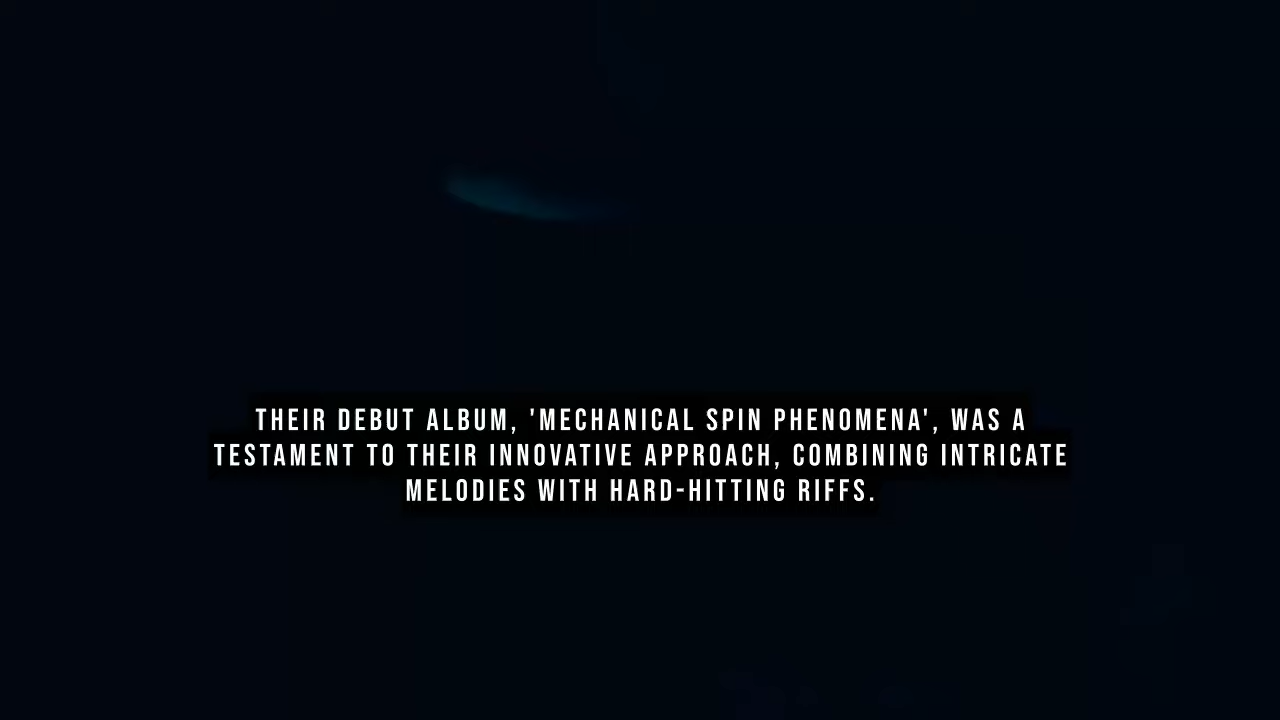 THEIR DEBUT ALBUM, 'MECHANICAL SPIN PHENOMENA', WAS A
TESTAMENT TO THEIR INNOVATIVE APPROACH, COMBINING INTRICATE
MELODIES WITH HARD-HITTING RIFFS.